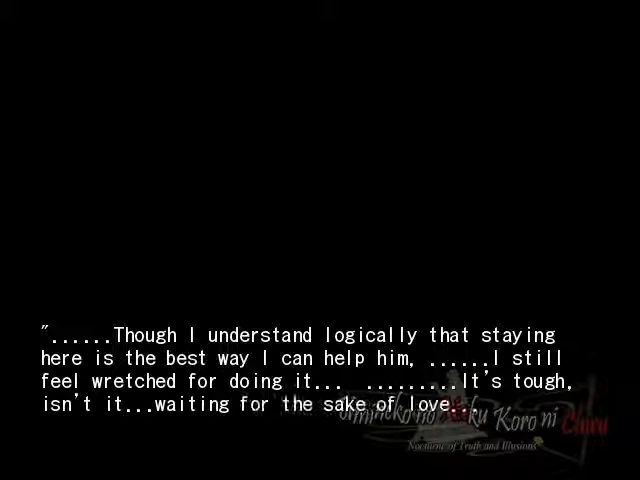 "......Though I understand logically that staying
here is the best way I can help him, ......I still
feel wretched for doing it... .........It's tough,
isn't it...waiting for the sake of love...
Umineko no Naku Koro ni Chiru
Nocturne of Truth and Illusions